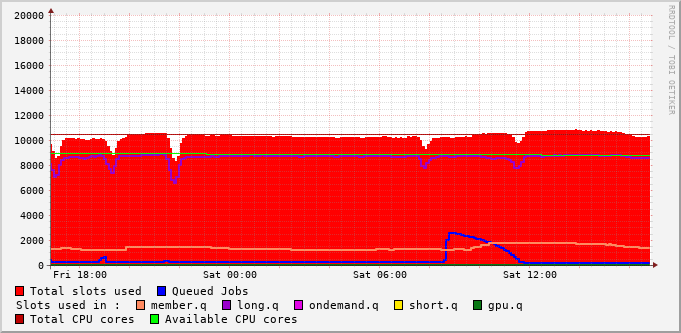 20000
18000
16000
14000
12000
10000
8000
6000
4000
2000
0
Fri 18:00 Sat 00:00 Sat 06:00 Sat 12:00
RRDTOOL / TOBI OETIKER
Total slots used Queued Jobs
Slots used in : member.q long.q ondemand.q short.q gpu.q
Total CPU cores Available CPU cores